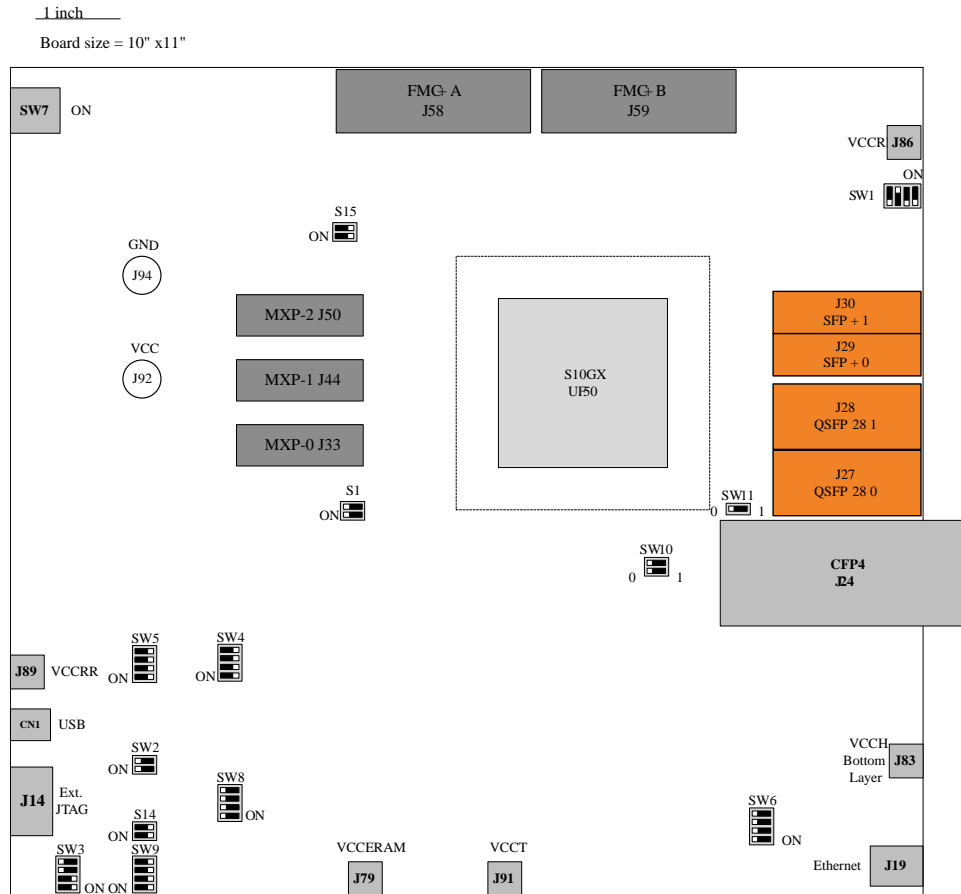 1 inch
Board size = 10" x11"
FMC+ A
J58
FMC+ B
J59
SW7
ON
VCCR
J86
ON
SW1
S15
ON
GND
J94
MXP-2 J50
J30
SFP + 1
J29
SFP + 0
VCC
J92
MXP-1 J44
S10GX
UF50
J28
QSFP 28 1
MXP-0 J33
J27
QSFP 28 0
S1
ON
SW11
0
1
SW10
0
1
CFP4
J24
SW5
ON
SW4
ON
J89
VCCRR
CN1
USB
SW2
ON
VCCH
Bottom
Layer
J83
J14
Ext.
JTAG
SW8
ON
S14
ON
SW6
ON
SW3
ON
SW9
ON
VCCERAM
J79
VCCT
J91
Ethernet
J19